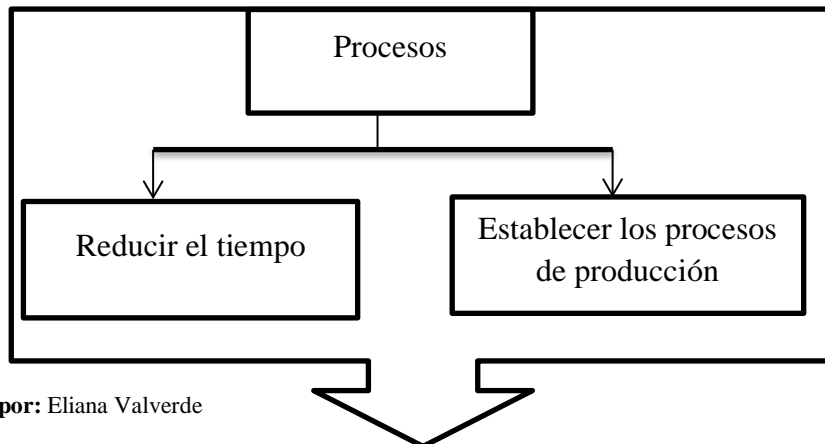 Procesos
Reducir el tiempo
Establecer los procesos
de producción
por: Eliana Valverde